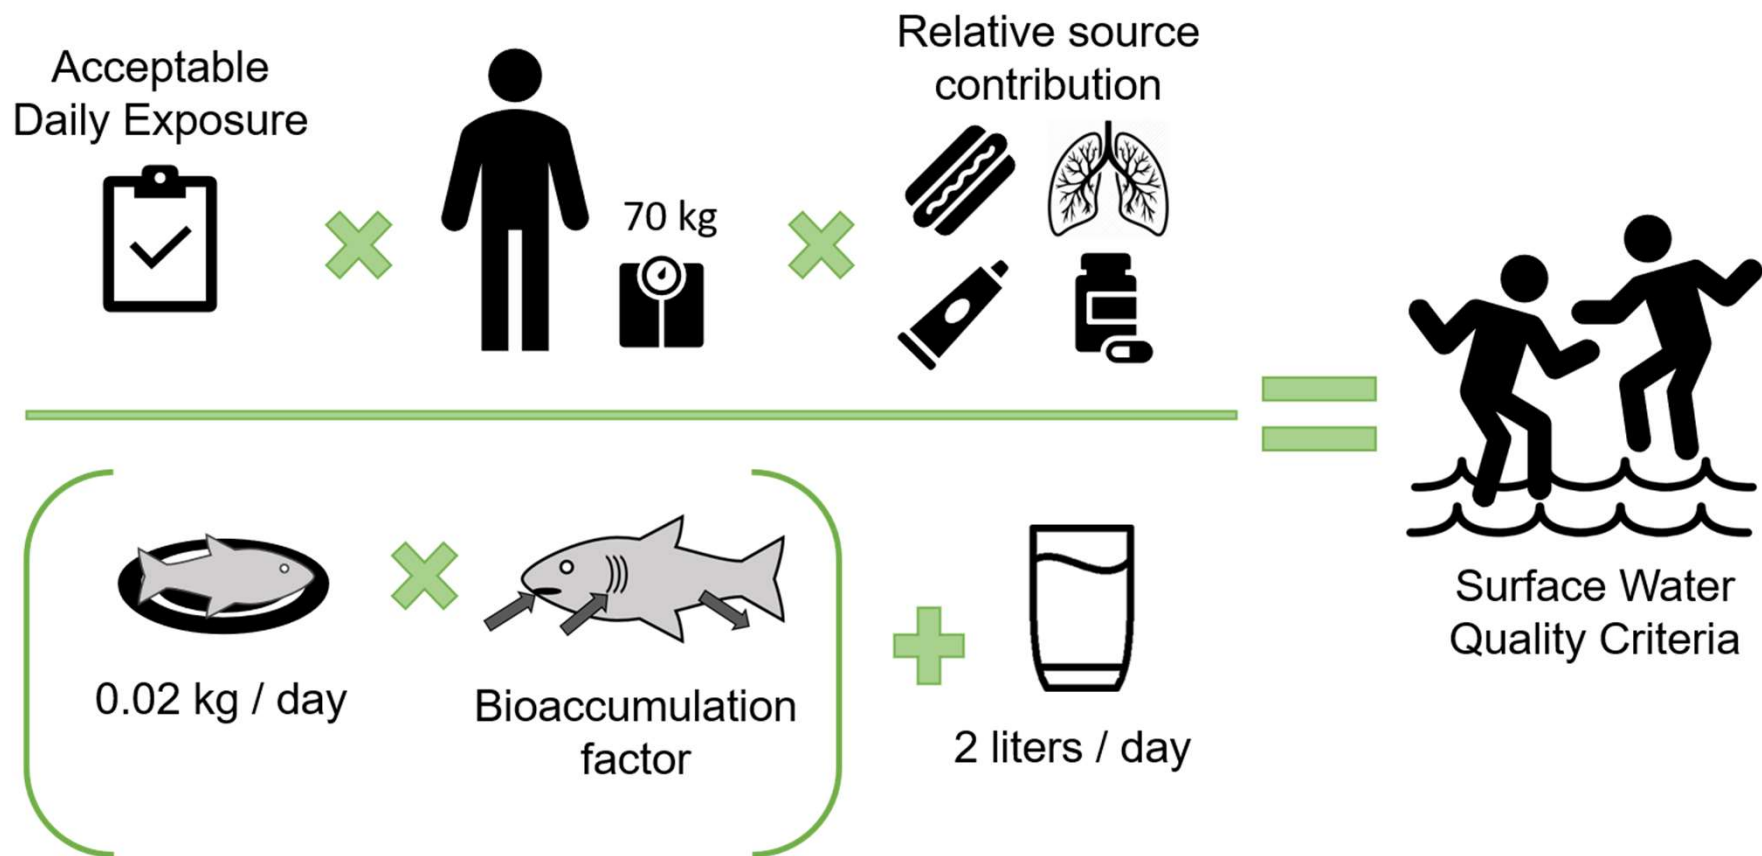 Acceptable
Daily Exposure
70 kg
Relative source
contribution
0.02 kg / day
Bioaccumulation
factor
2 liters / day
Surface Water
Quality Criteria